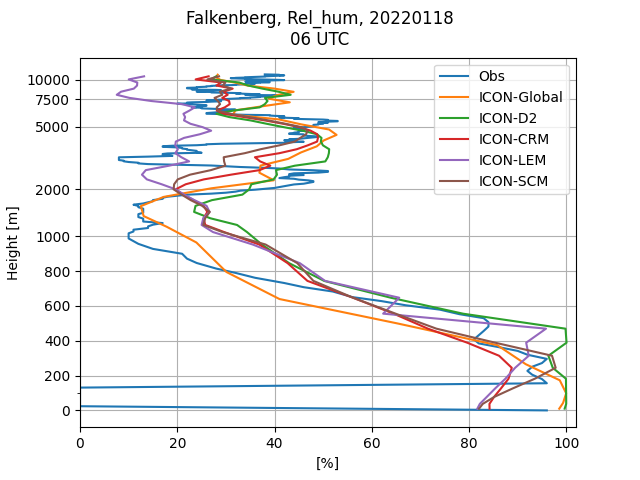 Falkenberg, Rel_hum, 20220118
06 UTC
Obs
ICON-Global
ICON-D2
ICON-CRM
ICON-LEM
ICON-SCM
10000
7500
5000
2000
1000
800
600
400
200
0
Height [m]
0 20 40 60 80 100
[%]